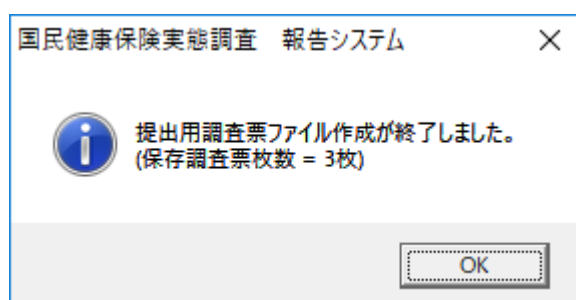 国民健康保険実態調査　報告システム
提出用調査票ファイル作成が終了しました。
(保存調査票枚数 = 3枚)
OK